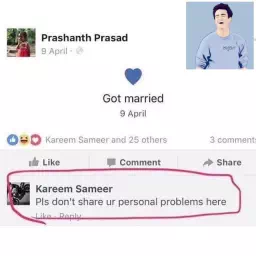 Prashanth Prasad
9 April
Got married
9 April
Kareem Sameer and 25 others
3 comments
Like Comment Share
Kareem Sameer
Pls don't share ur personal problems here
Like Reply